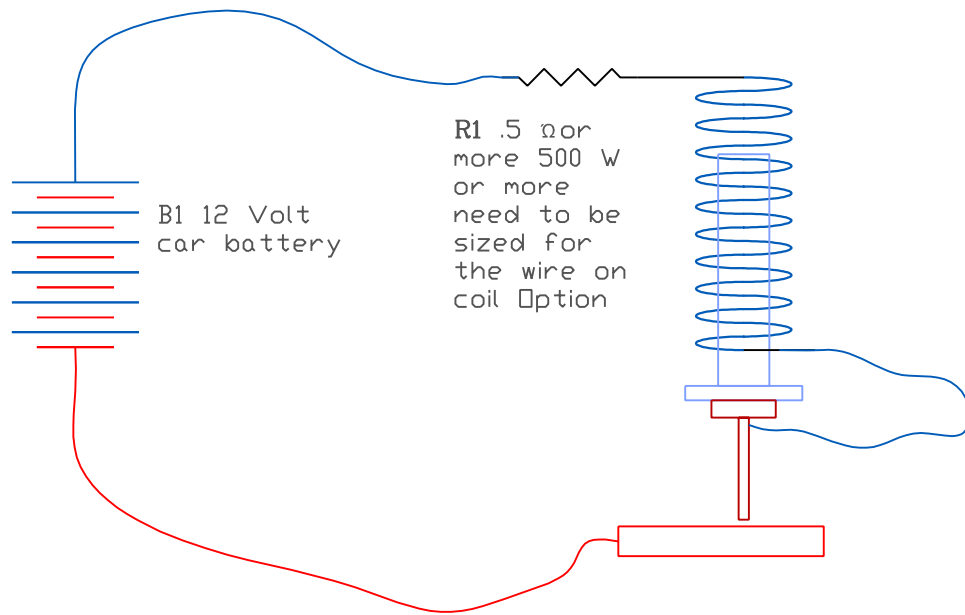 B1 12 Volt
car battery
R1 .5 Ω or
more 500 W
or more
need to be
sized for
the wire on
coil Option